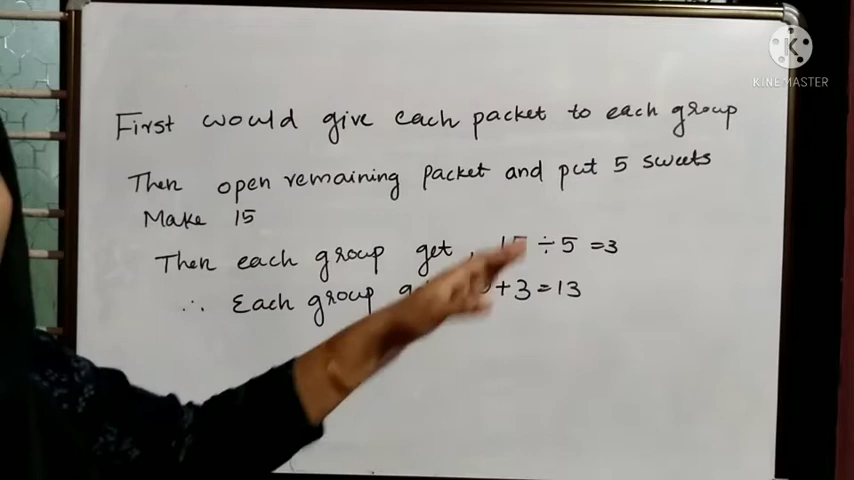 KINEMASTER
First would give each packet to each group
Then open remaining packet and put 5 sweets
Make 15
Then each group get, 15 ÷ 5 = 3
∴ Each group + 3 = 13